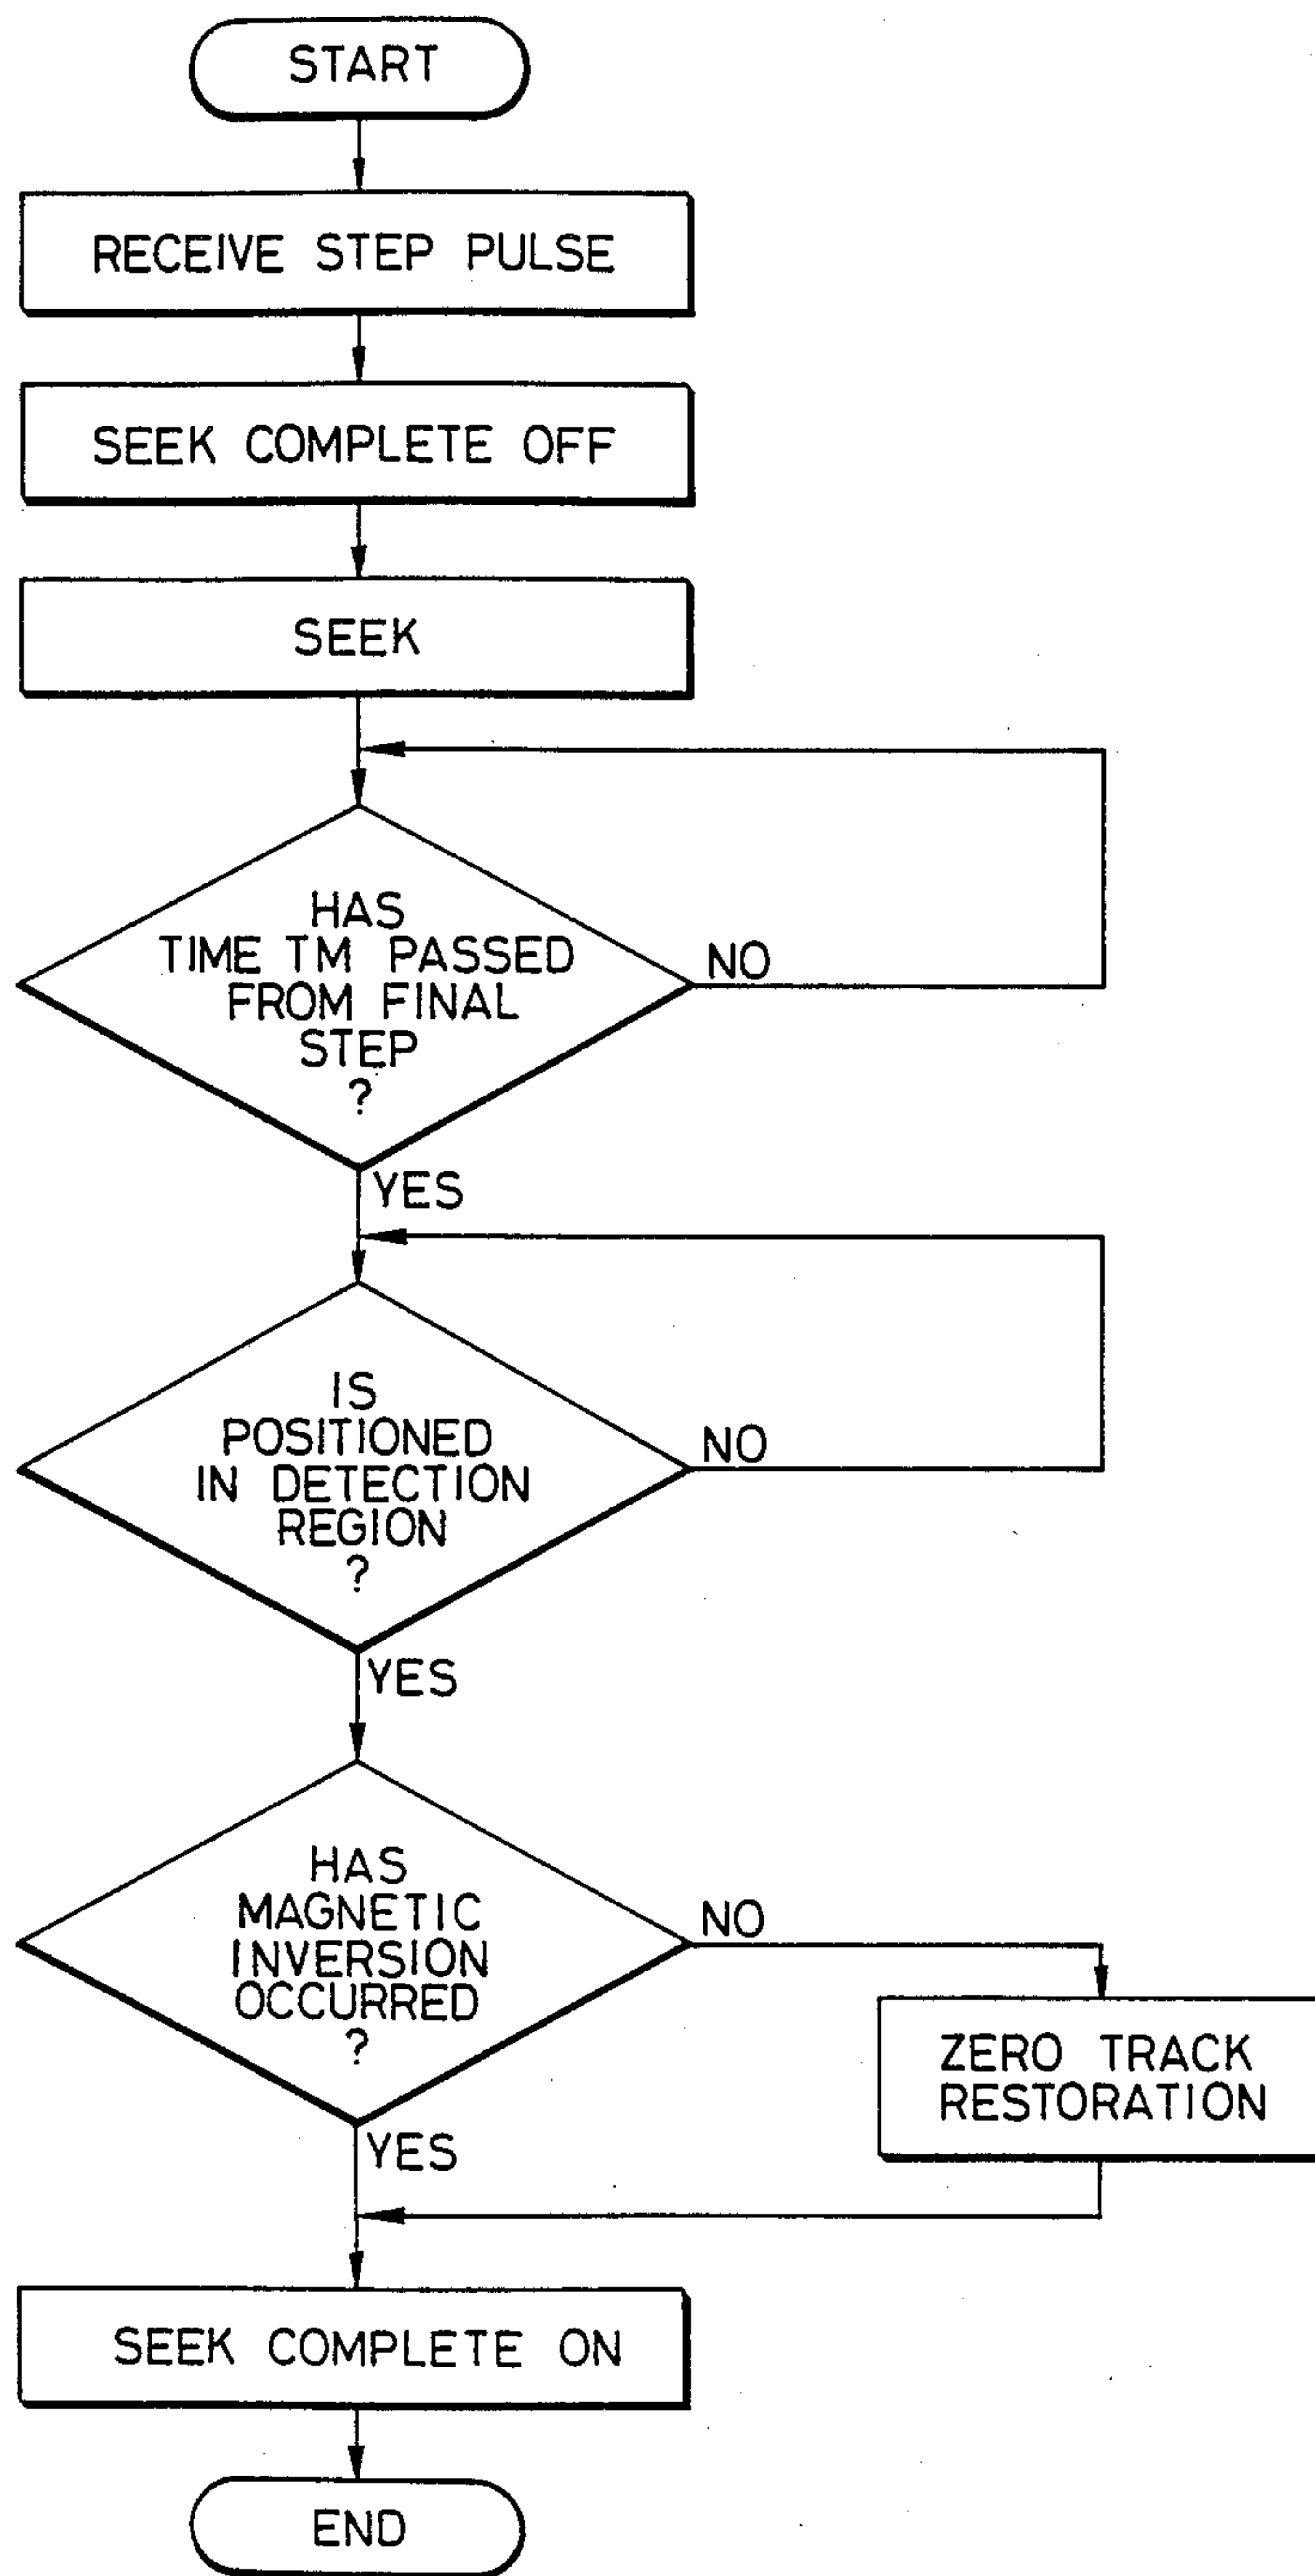 START
RECEIVE STEP PULSE
SEEK COMPLETE OFF
SEEK
HAS
TIME TM PASSED
FROM FINAL
STEP
?
NO
YES
IS
POSITIONED
IN DETECTION
REGION
?
NO
YES
HAS
MAGNETIC
INVERSION
OCCURRED
?
NO
ZERO TRACK
RESTORATION
YES
SEEK COMPLETE ON
END